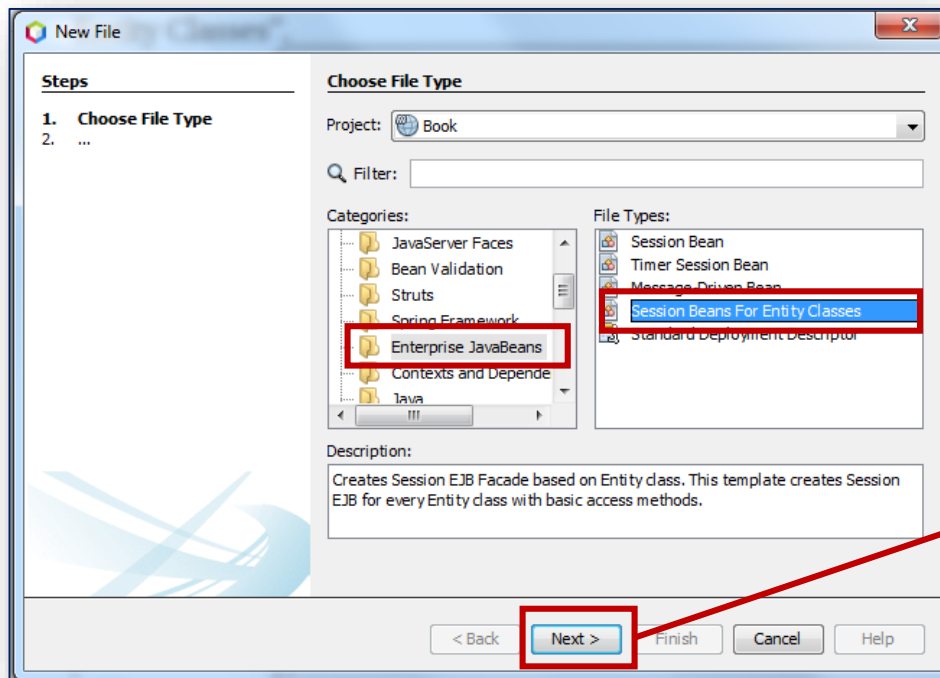 ity Classes",
New File
Steps
1. Choose File Type
2. ...
Choose File Type
Project: Book
Filter:
Categories:
JavaServer Faces
Bean Validation
Struts
Spring Framework
Enterprise JavaBeans
Contexts and Depende
Java
File Types:
Session Bean
Timer Session Bean
Message-Driven Bean
Session Beans For Entity Classes
Standard Deployment Descriptor
Description:
Creates Session EJB Facade based on Entity class. This template creates Session
EJB for every Entity class with basic access methods.
< Back Next > Finish Cancel Help